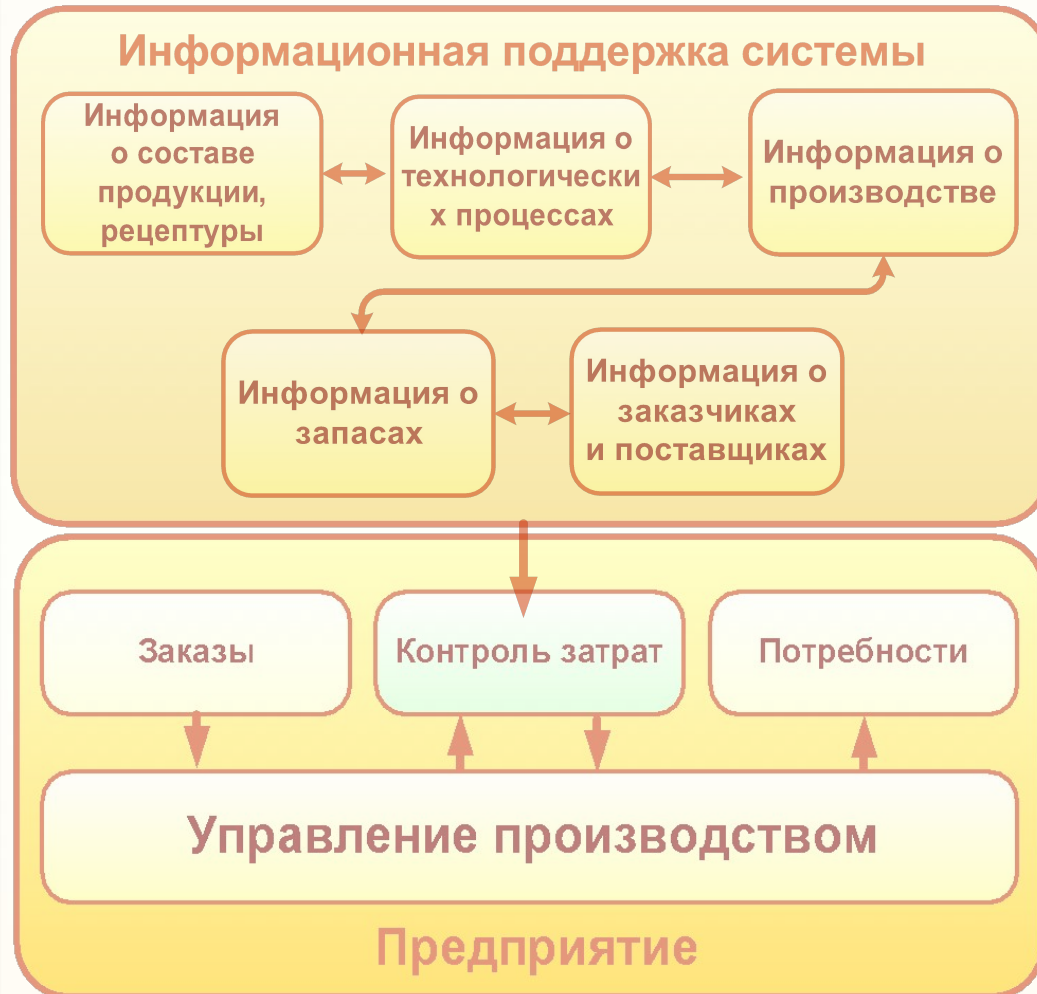 Информационная поддержка системы
Информация
о составе
продукции,
рецептуры
Информация о
технологически
х процессах
Информация о
производстве
Информация о
запасах
Информация о
заказчиках
и поставщиках
Заказы
Контроль затрат
Потребности
Управление производством
Предприятие